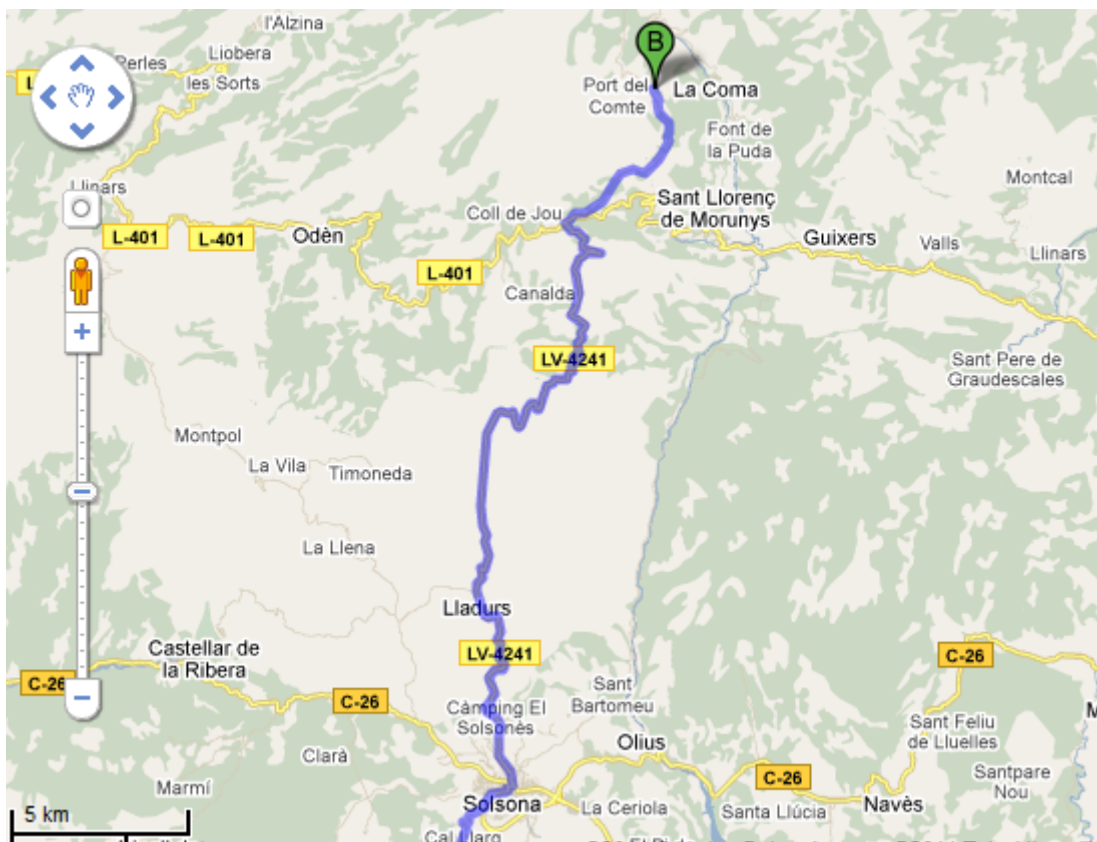 l'Alzina
Perles
Liobera
les Sorts
B
Port del
Comte
La Coma
Font de
la Puda
Llinars
Montcal
Sant Llorenç
de Morunys
Coll de Jou
L-401
L-401
Odèn
Guixers
Valls
Llinars
L-401
Canalda
LV-4241
Sant Pere de
Graudescales
Montpol
La Vila
Timoneda
La Llena
Lladurs
Castellar de
la Ribera
LV-4241
C-26
C-26
C-26
Sant
Bartomeu
Càmping El
Solsonès
Sant Feliu
de Lluelles
Clarà
Olius
C-26
Santpare
Nou
Marmí
Solsona
La Ceriola
Santa Llúcia
Navès
5 km
Cal Llarg